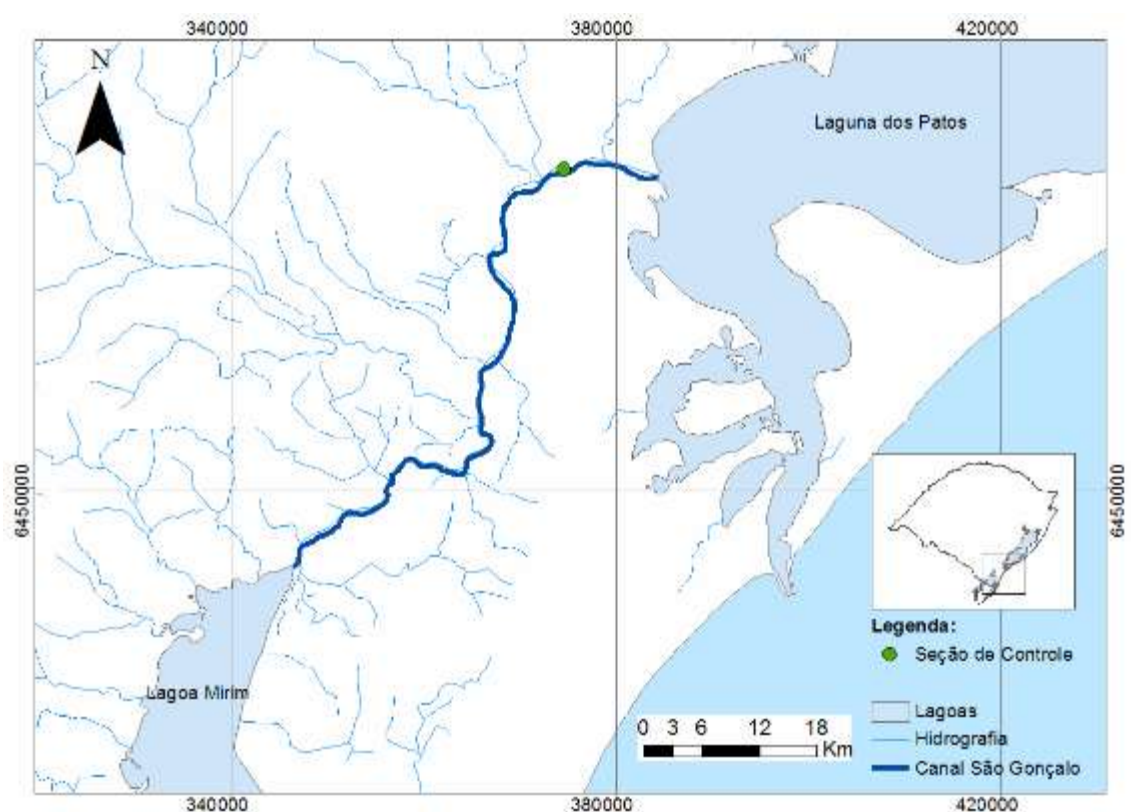 340000 380000 420000
N
Laguna dos Patos
6450000
6450000
Legenda:
Seção de Controle
Lagoa Mirim
Lagoas
0 3 6 12 18
Km
Hidrografia
Canal São Gonçalo
340000 380000 420000